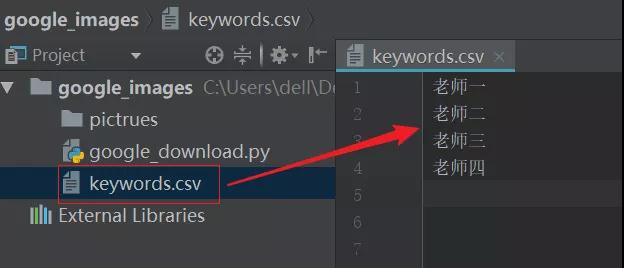 google_images
keywords.csv
Project
keywords.csv
google_images C:\Users\dell\De
pictrues
google_download.py
keywords.csv
External Libraries
1 老师一
2 老师二
3 老师三
4 老师四
5
6
7